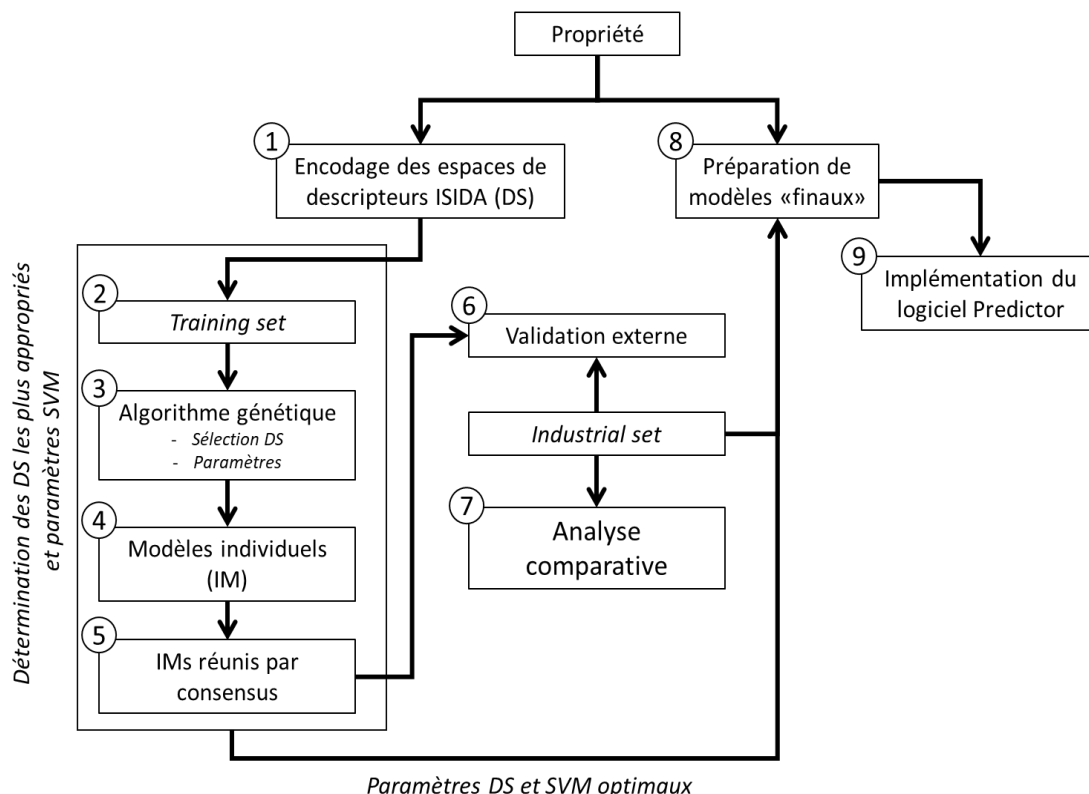 Propriété
1
Encodage des espaces de
descripteurs ISIDA (DS)
8
Préparation de
modèles «finaux»
9
Implémentation du
logiciel Predictor
Détermination des DS les plus appropriés
et paramètres SVM
2
Training set
3
Algorithme génétique
- Sélection DS
- Paramètres
4
Modèles individuels
(IM)
5
IMs réunis par
consensus
6
Validation externe
Industrial set
7
Analyse
comparative
Paramètres DS et SVM optimaux